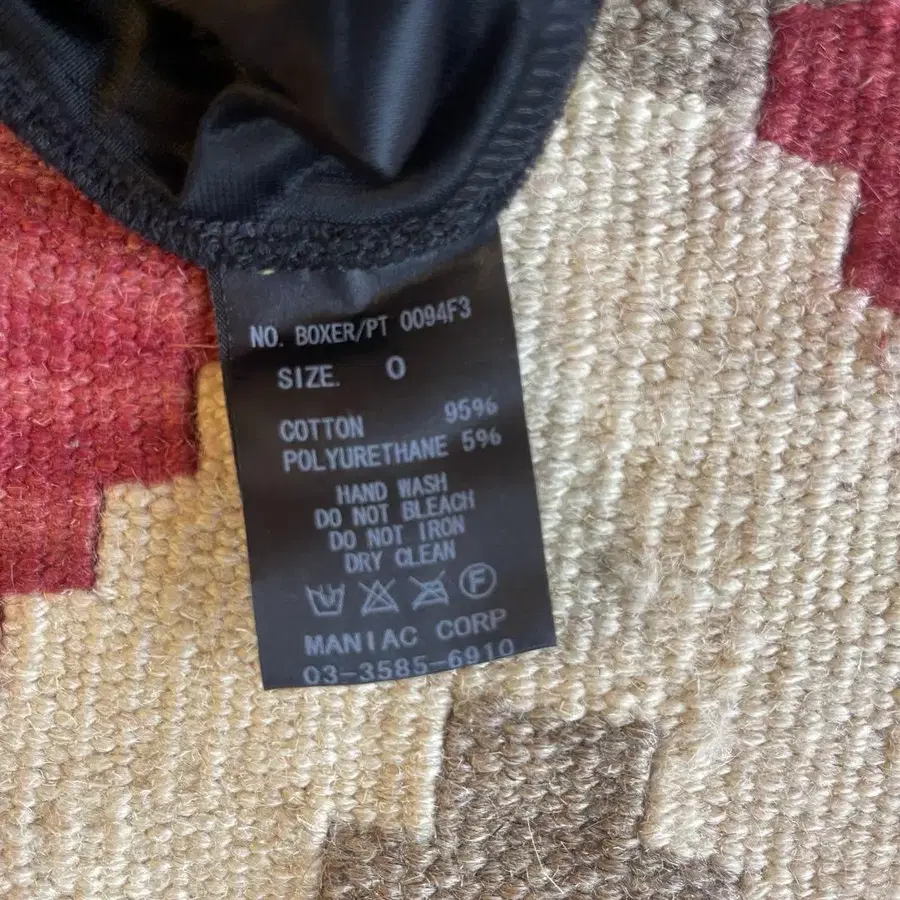 NO. BOXER/PT 0094F3
SIZE. 0
COTTON 95%
POLYURETHANE 5%
HAND WASH
DO NOT BLEACH
DO NOT IRON
DRY CLEAN
F
MANIAC CORP
03-3585-6910